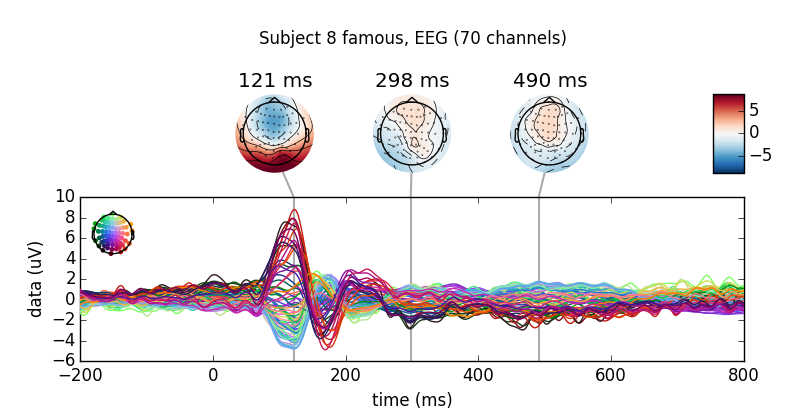 Subject 8 famous, EEG (70 channels)
121 ms 298 ms 490 ms
5
0
−5
10
8
6
4
2
0
−2
−4
−6
data (uV)
−200 0 200 400 600 800
time (ms)